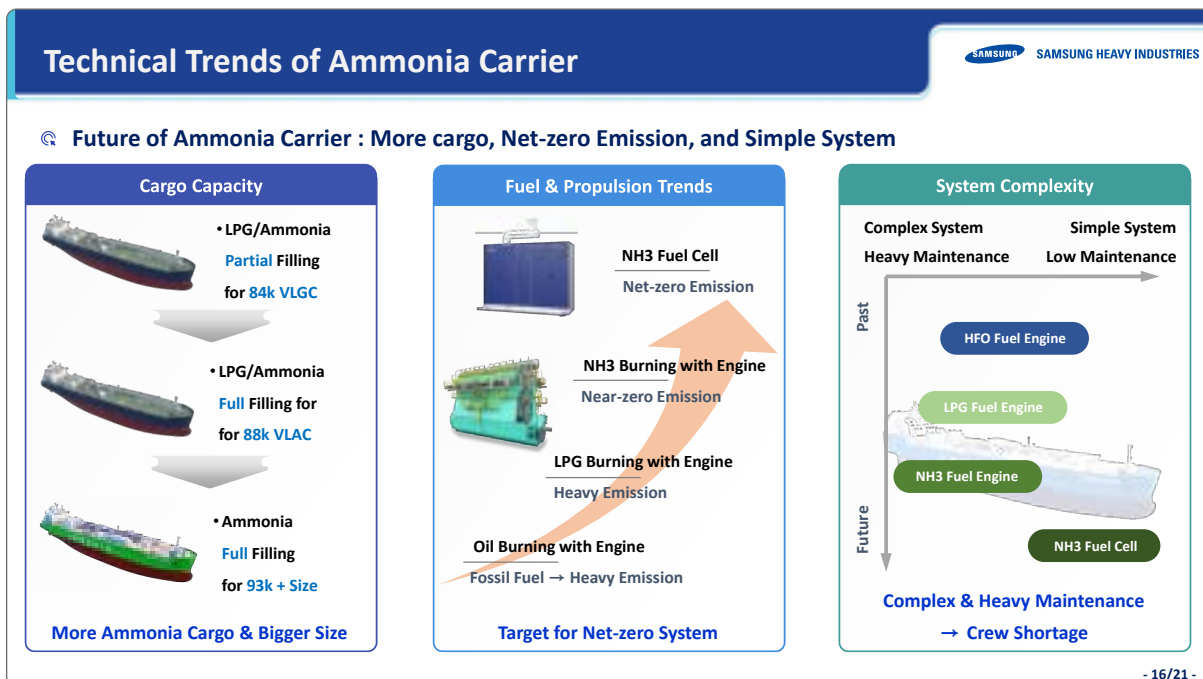 Technical Trends of Ammonia Carrier
SAMSUNG
SAMSUNG HEAVY INDUSTRIES
Future of Ammonia Carrier : More cargo, Net-zero Emission, and Simple System
Cargo Capacity
• LPG/Ammonia
Partial Filling
for 84k VLGC
• LPG/Ammonia
Full Filling for
for 88k VLAC
• Ammonia
Full Filling
for 93k + Size
More Ammonia Cargo & Bigger Size
Fuel & Propulsion Trends
NH3 Fuel Cell
Net-zero Emission
NH3 Burning with Engine
Near-zero Emission
LPG Burning with Engine
Heavy Emission
Oil Burning with Engine
Fossil Fuel → Heavy Emission
Target for Net-zero System
System Complexity
Complex System
Heavy Maintenance
Simple System
Low Maintenance
Past
HFO Fuel Engine
LPG Fuel Engine
NH3 Fuel Engine
Future
NH3 Fuel Cell
Complex & Heavy Maintenance
→ Crew Shortage
- 16/21 -